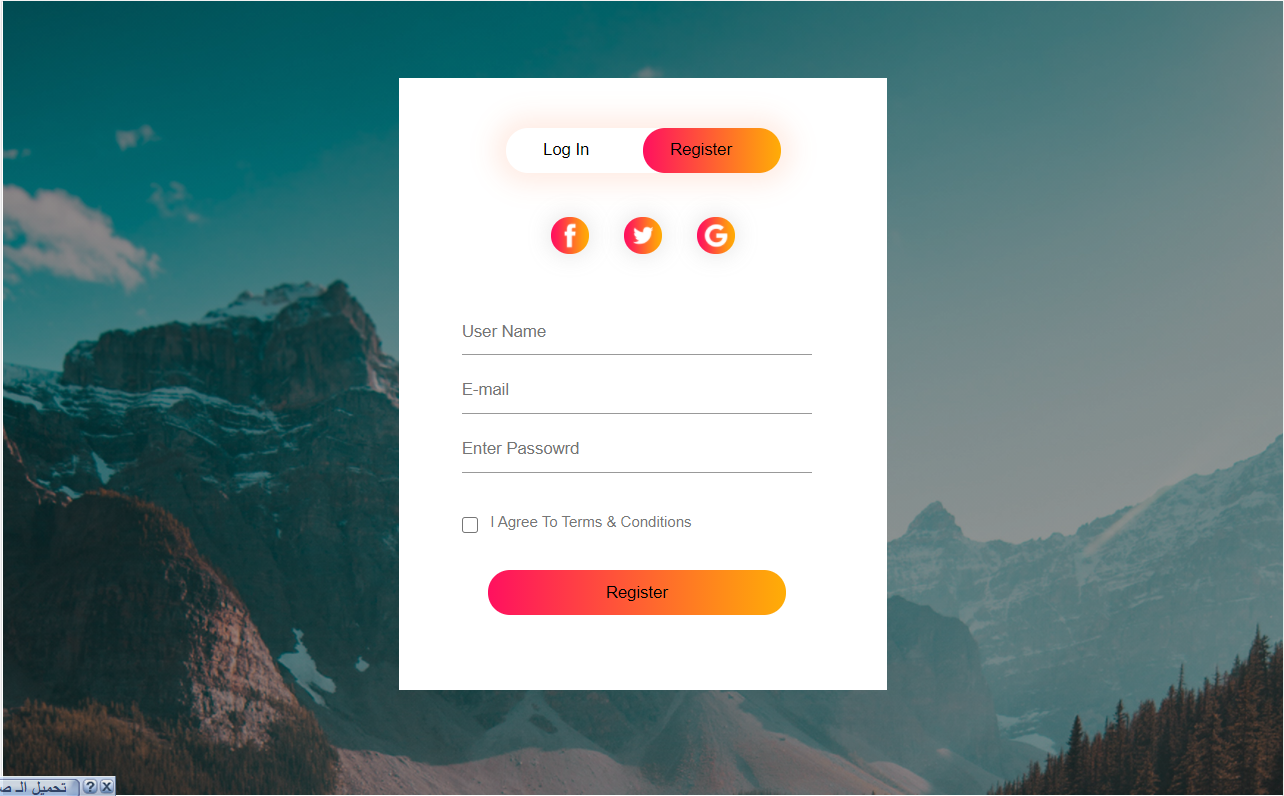 Log In Register
User Name
E-mail
Enter Passowrd
I Agree To Terms & Conditions
Register
تحميل الـ